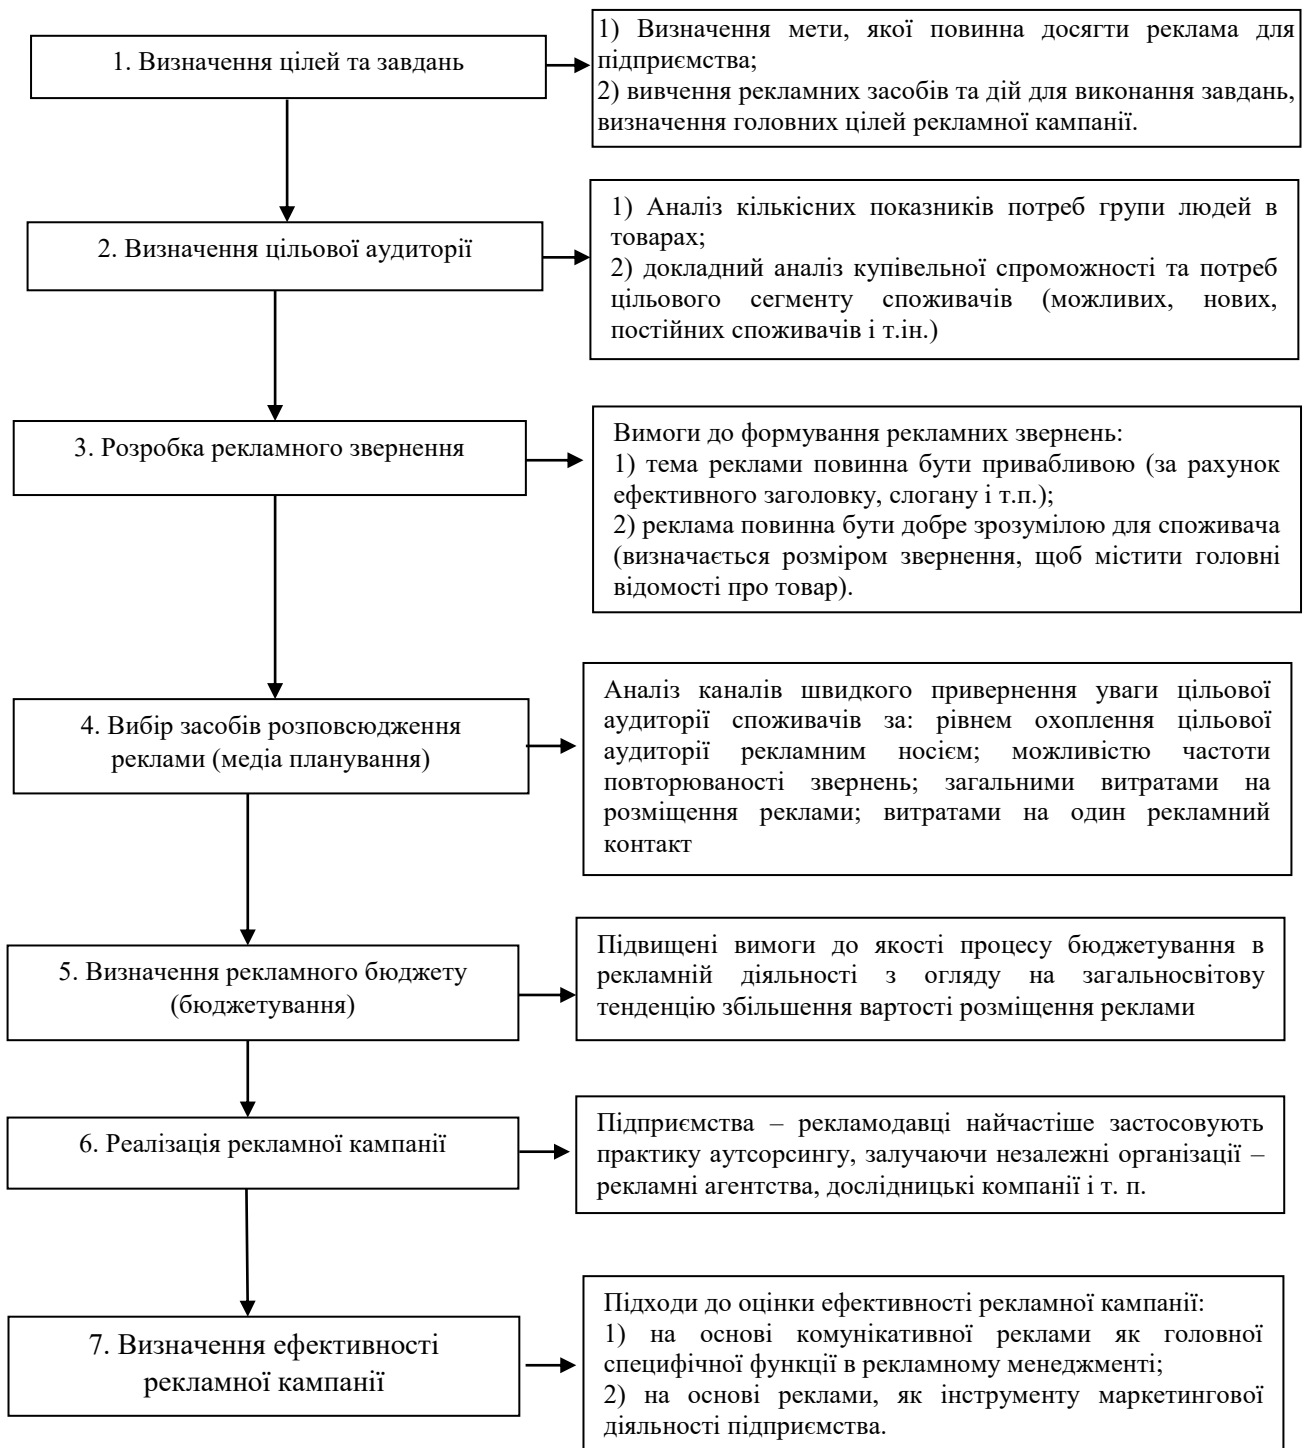 1. Визначення цілей та завдань
1) Визначення мети, якої повинна досягти реклама для
підприємства;
2) вивчення рекламних засобів та дій для виконання завдань,
визначення головних цілей рекламної кампанії.
2. Визначення цільової аудиторії
1) Аналіз кількісних показників потреб групи людей в
товарах;
2) докладний аналіз купівельної спроможності та потреб
цільового сегменту споживачів (можливих, нових,
постійних споживачів і т.ін.)
3. Розробка рекламного звернення
Вимоги до формування рекламних звернень:
1) тема реклами повинна бути привабливою (за рахунок
ефективного заголовку, слогану і т.п.);
2) реклама повинна бути добре зрозумілою для споживача
(визначається розміром звернення, щоб містити головні
відомості про товар).
4. Вибір засобів розповсюдження
реклами (медіа планування)
Аналіз каналів швидкого привернення уваги цільової
аудиторії споживачів за: рівнем охоплення цільової
аудиторії рекламним носієм; можливістю частоти
повторюваності звернень; загальними витратами на
розміщення реклами; витратами на один рекламний
контакт
5. Визначення рекламного бюджету
(бюджетування)
Підвищені вимоги до якості процесу бюджетування в
рекламній діяльності з огляду на загальносвітову
тенденцію збільшення вартості розміщення реклами
6. Реалізація рекламної кампанії
Підприємства – рекламодавці найчастіше застосовують
практику аутсорсингу, залучаючи незалежні організації –
рекламні агентства, дослідницькі компанії і т. п.
7. Визначення ефективності
рекламної кампанії
Підходи до оцінки ефективності рекламної кампанії:
1) на основі комунікативної реклами як головної
специфічної функції в рекламному менеджменті;
2) на основі реклами, як інструменту маркетингової
діяльності підприємства.